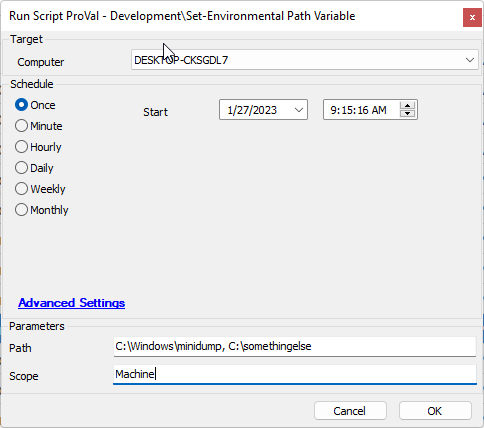 Run Script ProVal - Development\Set-Environmental Path Variable
Target
Computer DESKTOP-CKSGDL7
Schedule
Once Start 1/27/2023 9:15:16 AM
Minute
Hourly
Daily
Weekly
Monthly
Advanced Settings
Parameters
Path C:\Windows\minidump, C:\somethingelse
Scope Machine
Cancel OK